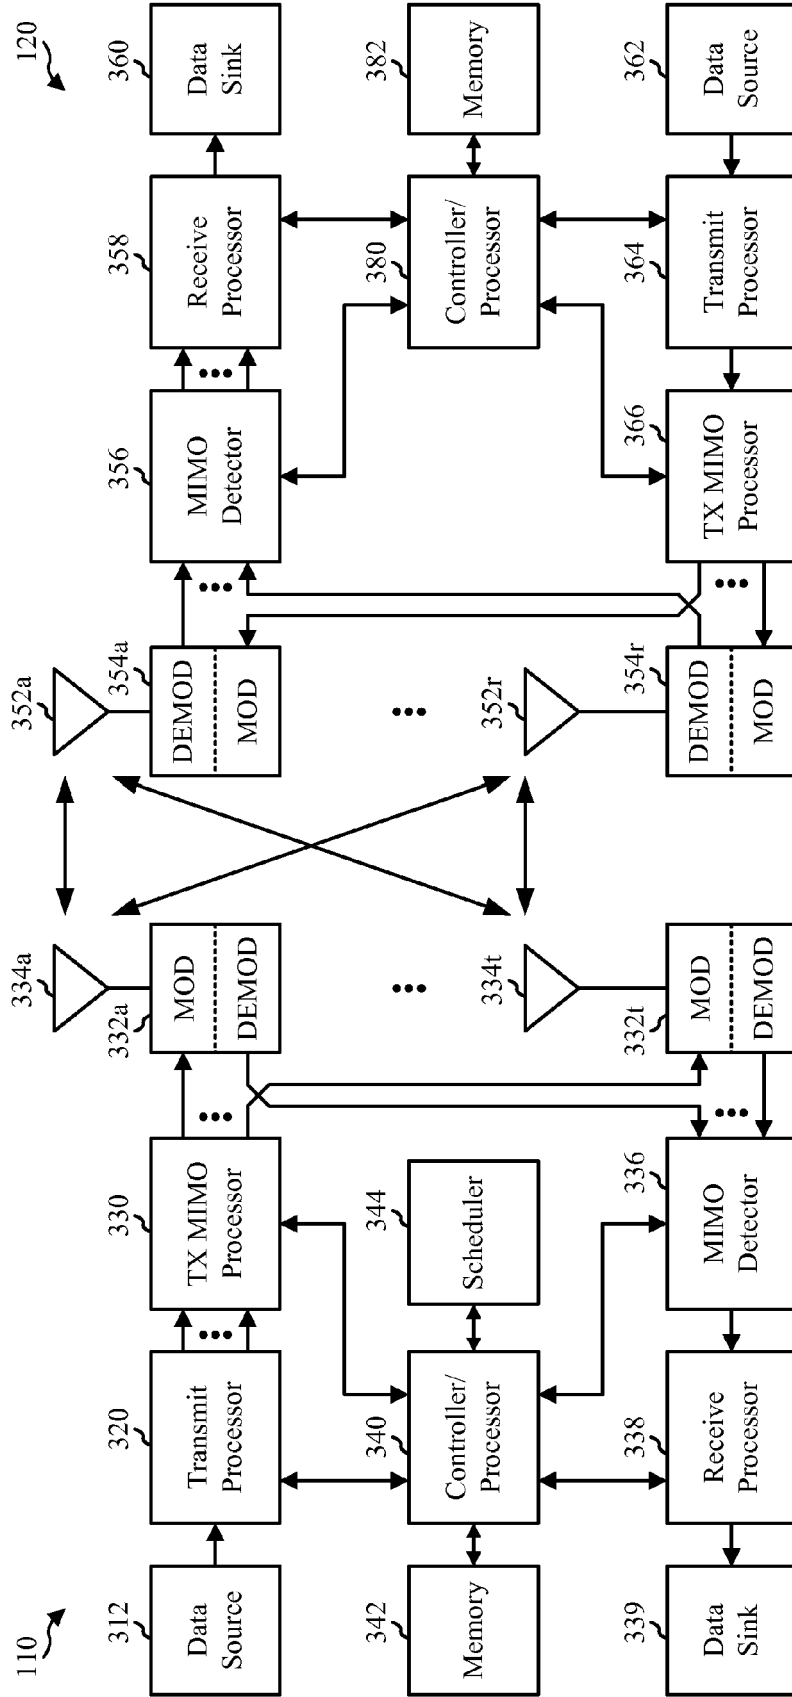 110
120
312
Data
Source
320
Transmit
Processor
330
TX MIMO
Processor
332a
MOD
DEMOD
334a
352a
354a
DEMOD
MOD
356
MIMO
Detector
358
Receive
Processor
360
Data
Sink
342
Memory
340
Controller/
Processor
344
Scheduler
380
Controller/
Processor
382
Memory
339
Data
Sink
338
Receive
Processor
336
MIMO
Detector
332t
MOD
DEMOD
334t
352r
354r
DEMOD
MOD
366
TX MIMO
Processor
364
Transmit
Processor
362
Data
Source